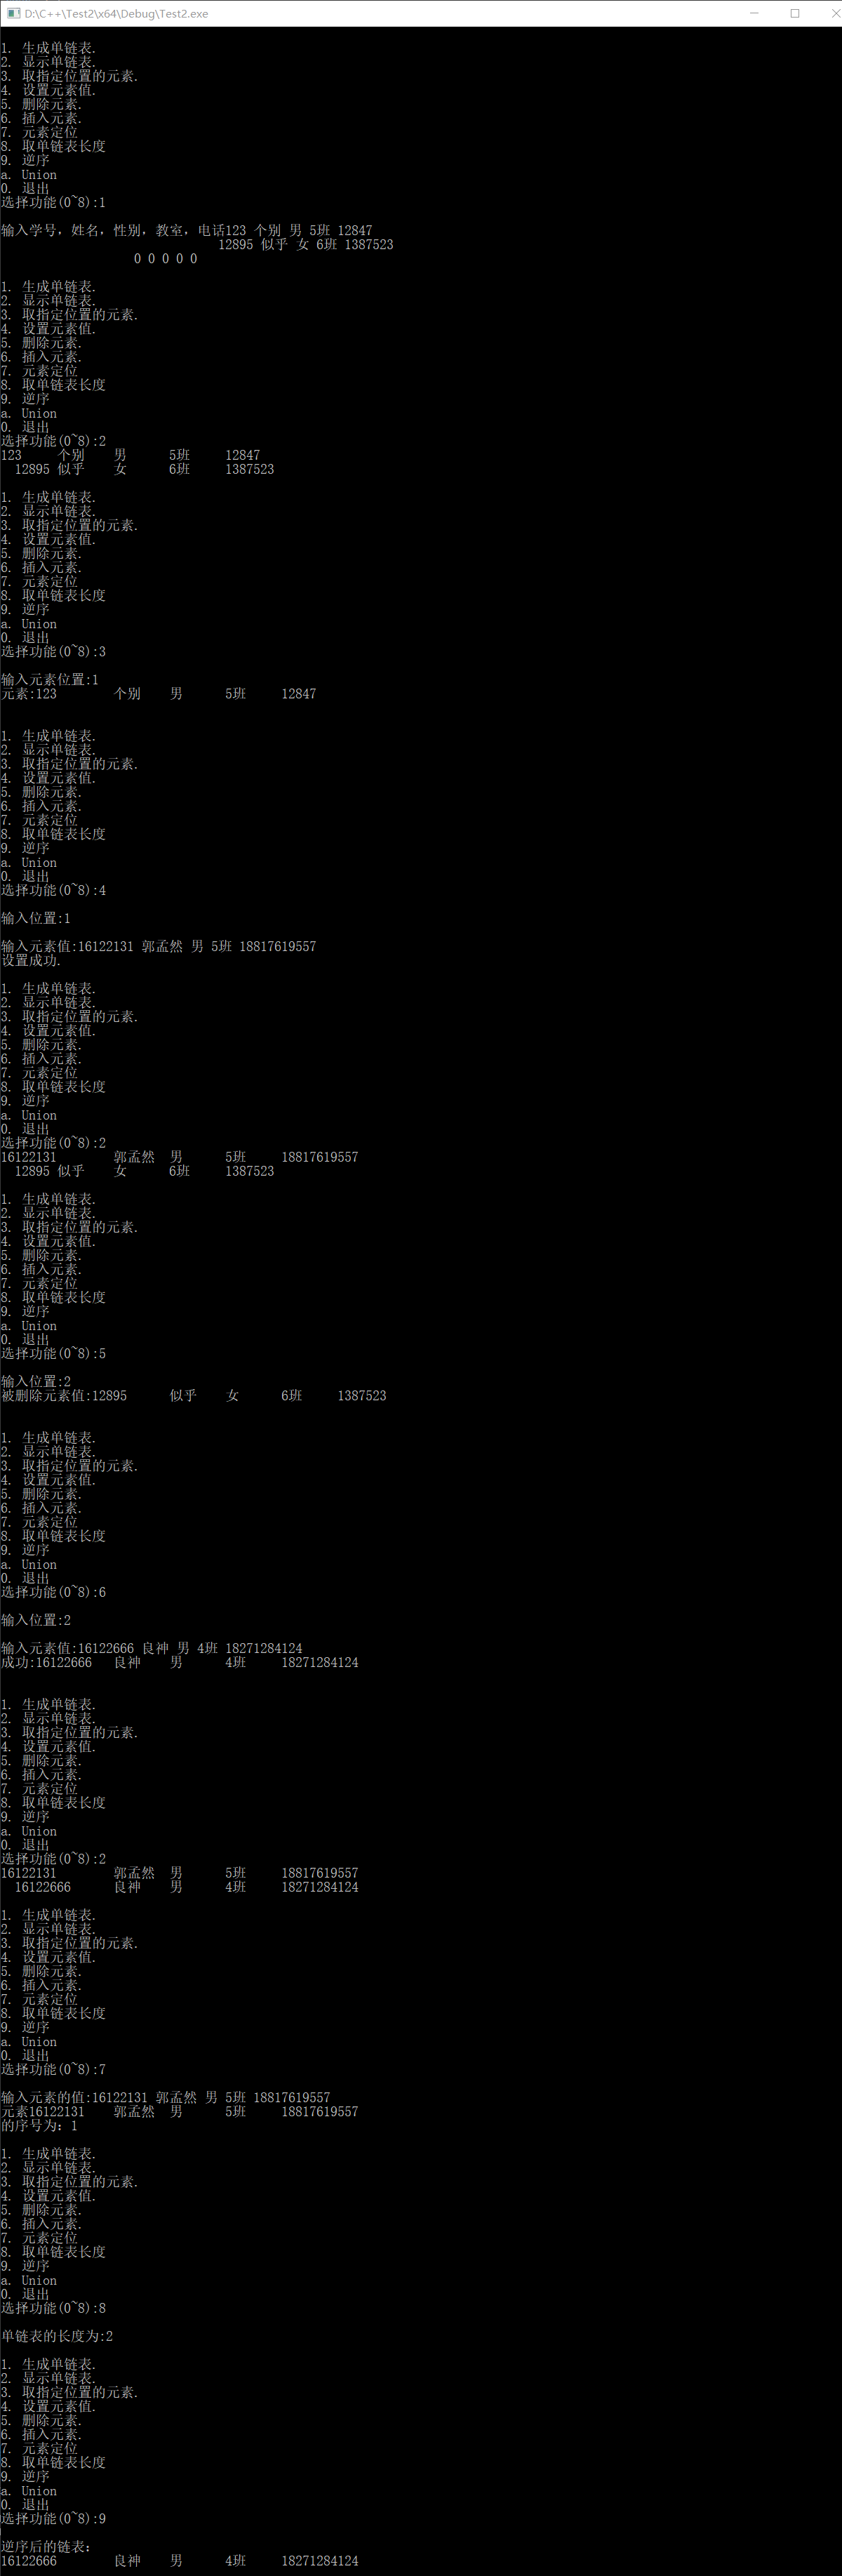 D:\C++\Test2\x64\Debug\Test2.exe
1. 生成单链表.
2. 显示单链表.
3. 取指定位置的元素.
4. 设置元素值.
5. 删除元素.
6. 插入元素.
7. 元素定位
8. 取单链表长度
9. 逆序
a. Union
0. 退出
选择功能(0~8):1
输入学号，姓名，性别，教室，电话123 个别 男 5班 12847
12895 似乎 女 6班 1387523
0 0 0 0 0
1. 生成单链表.
2. 显示单链表.
3. 取指定位置的元素.
4. 设置元素值.
5. 删除元素.
6. 插入元素.
7. 元素定位
8. 取单链表长度
9. 逆序
a. Union
0. 退出
选择功能(0~8):2
123 个别 男 5班 12847
12895 似乎 女 6班 1387523
1. 生成单链表.
2. 显示单链表.
3. 取指定位置的元素.
4. 设置元素值.
5. 删除元素.
6. 插入元素.
7. 元素定位
8. 取单链表长度
9. 逆序
a. Union
0. 退出
选择功能(0~8):3
输入元素位置:1
元素:123 个别 男 5班 12847
1. 生成单链表.
2. 显示单链表.
3. 取指定位置的元素.
4. 设置元素值.
5. 删除元素.
6. 插入元素.
7. 元素定位
8. 取单链表长度
9. 逆序
a. Union
0. 退出
选择功能(0~8):4
输入位置:1
输入元素值:16122131 郭孟然 男 5班 18817619557
设置成功.
1. 生成单链表.
2. 显示单链表.
3. 取指定位置的元素.
4. 设置元素值.
5. 删除元素.
6. 插入元素.
7. 元素定位
8. 取单链表长度
9. 逆序
a. Union
0. 退出
选择功能(0~8):2
16122131 郭孟然 男 5班 18817619557
12895 似乎 女 6班 1387523
1. 生成单链表.
2. 显示单链表.
3. 取指定位置的元素.
4. 设置元素值.
5. 删除元素.
6. 插入元素.
7. 元素定位
8. 取单链表长度
9. 逆序
a. Union
0. 退出
选择功能(0~8):5
输入位置:2
被删除元素值:12895 似乎 女 6班 1387523
1. 生成单链表.
2. 显示单链表.
3. 取指定位置的元素.
4. 设置元素值.
5. 删除元素.
6. 插入元素.
7. 元素定位
8. 取单链表长度
9. 逆序
a. Union
0. 退出
选择功能(0~8):6
输入位置:2
输入元素值:16122666 良神 男 4班 18271284124
成功:16122666 良神 男 4班 18271284124
1. 生成单链表.
2. 显示单链表.
3. 取指定位置的元素.
4. 设置元素值.
5. 删除元素.
6. 插入元素.
7. 元素定位
8. 取单链表长度
9. 逆序
a. Union
0. 退出
选择功能(0~8):2
16122131 郭孟然 男 5班 18817619557
16122666 良神 男 4班 18271284124
1. 生成单链表.
2. 显示单链表.
3. 取指定位置的元素.
4. 设置元素值.
5. 删除元素.
6. 插入元素.
7. 元素定位
8. 取单链表长度
9. 逆序
a. Union
0. 退出
选择功能(0~8):7
输入元素的值:16122131 郭孟然 男 5班 18817619557
元素16122131 郭孟然 男 5班 18817619557
的序号为：1
1. 生成单链表.
2. 显示单链表.
3. 取指定位置的元素.
4. 设置元素值.
5. 删除元素.
6. 插入元素.
7. 元素定位
8. 取单链表长度
9. 逆序
a. Union
0. 退出
选择功能(0~8):8
单链表的长度为:2
1. 生成单链表.
2. 显示单链表.
3. 取指定位置的元素.
4. 设置元素值.
5. 删除元素.
6. 插入元素.
7. 元素定位
8. 取单链表长度
9. 逆序
a. Union
0. 退出
选择功能(0~8):9
逆序后的链表：
16122666 良神 男 4班 18271284124